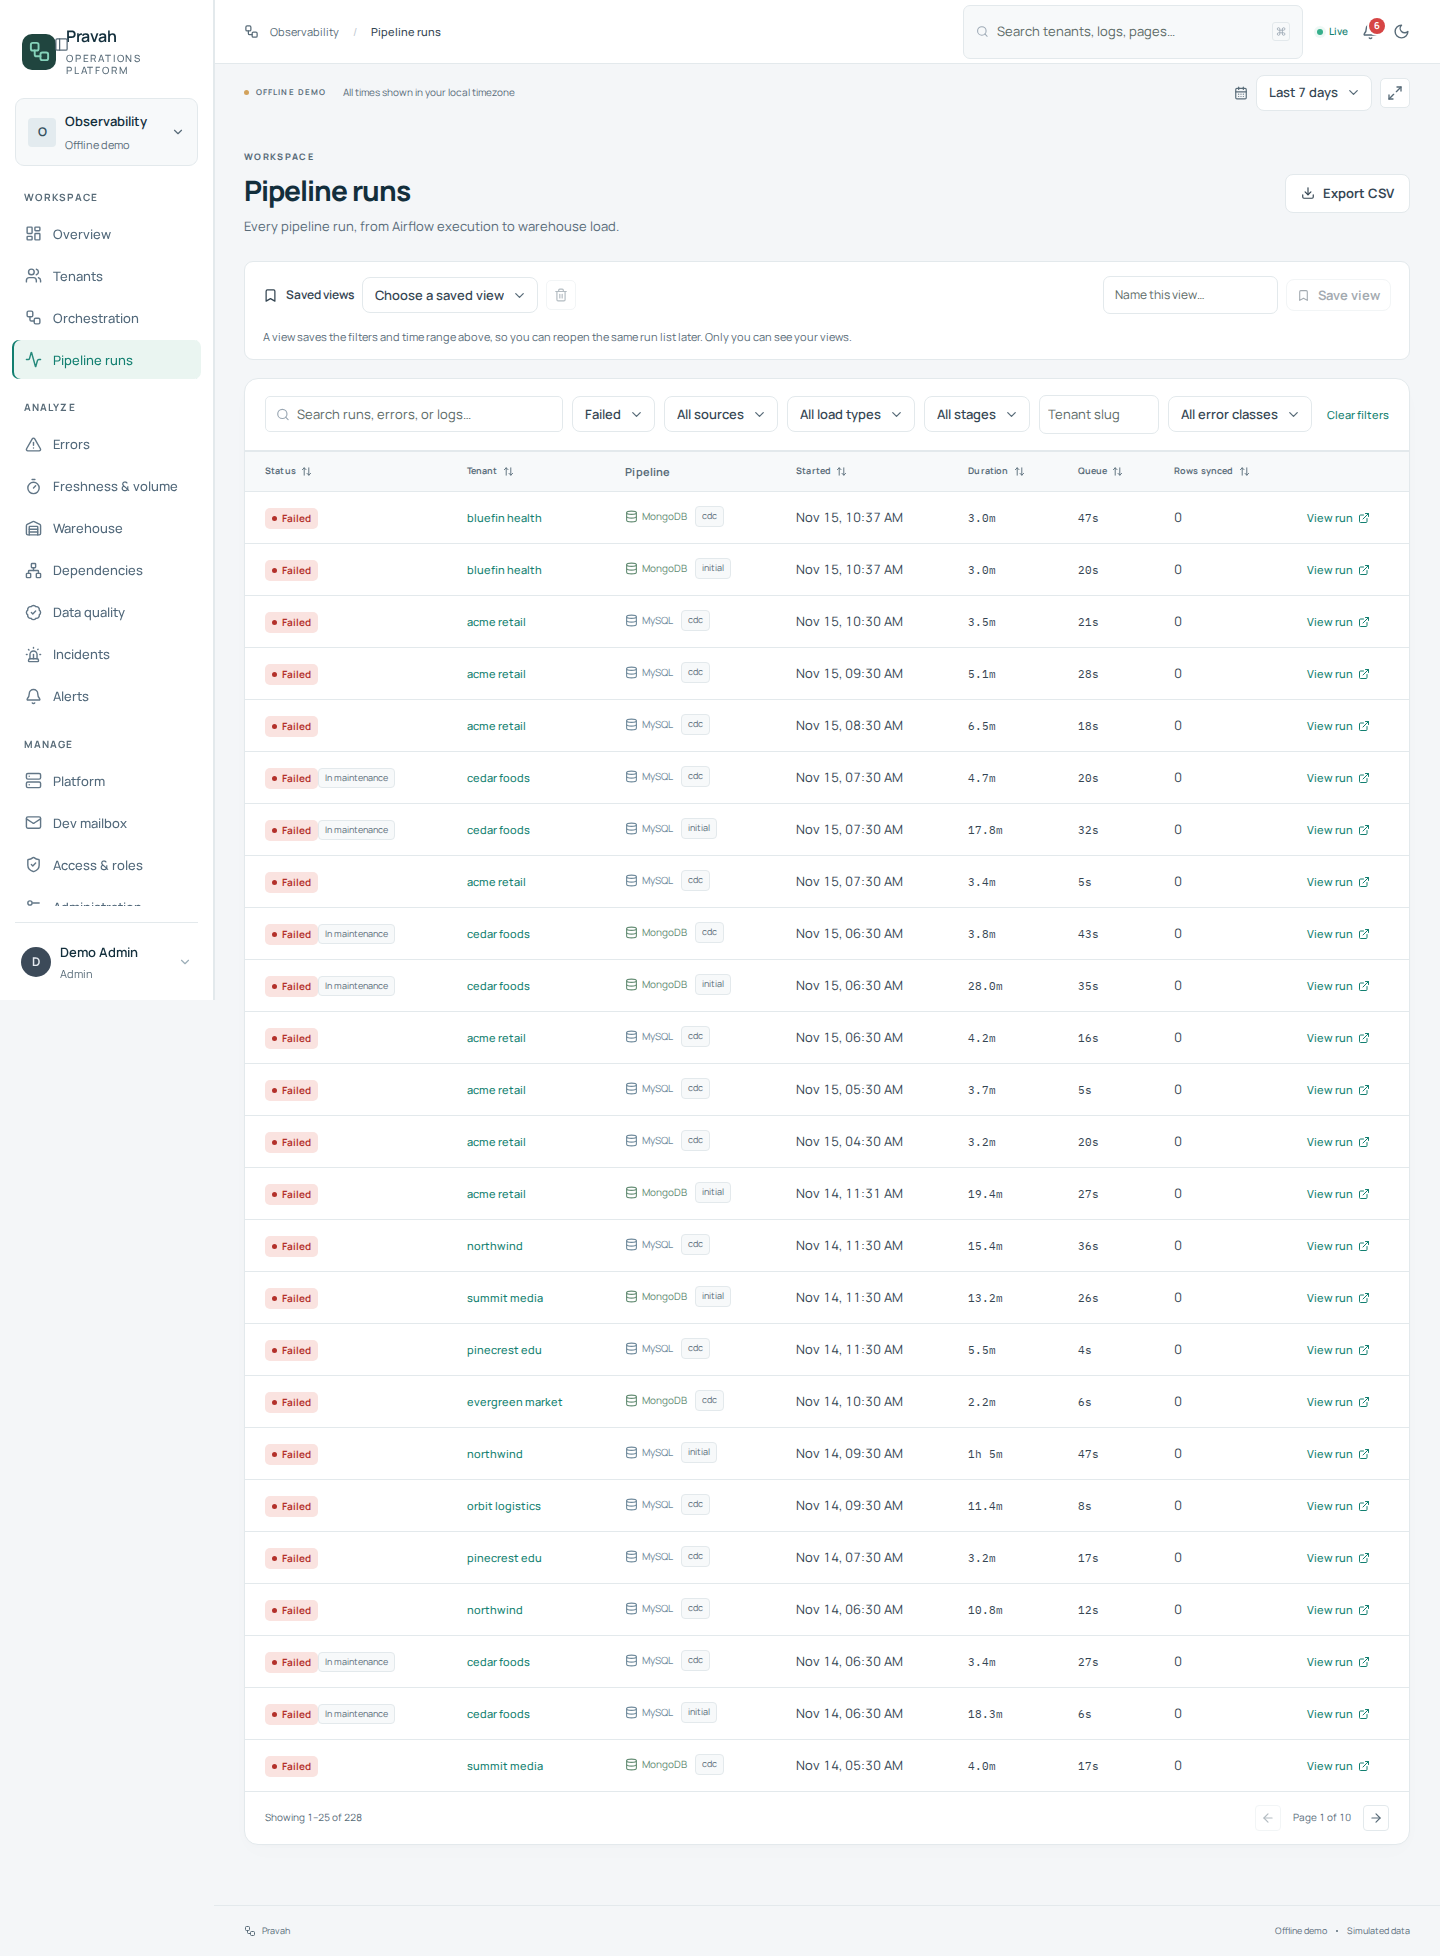 Pravah
OPERATIONS
PLATFORM
O
Observability
Offline demo
WORKSPACE
Overview
Tenants
Orchestration
Pipeline runs
ANALYZE
Errors
Freshness & volume
Warehouse
Dependencies
Data quality
Incidents
Alerts
MANAGE
Platform
Dev mailbox
Access & roles
Administration
D
Demo Admin
Admin
Observability / Pipeline runs
Search tenants, logs, pages... ⌘
Live
6
OFFLINE DEMO All times shown in your local timezone
Last 7 days
WORKSPACE
Pipeline runs
Every pipeline run, from Airflow execution to warehouse load.
Export CSV
Saved views Choose a saved view Name this view... Save view
A view saves the filters and time range above, so you can reopen the same run list later. Only you can see your views.
Search runs, errors, or logs... Failed All sources All load types All stages Tenant slug All error classes Clear filters
Status Tenant Pipeline Started Duration Queue Rows synced
Failed bluefin health MongoDB cdc Nov 15, 10:37 AM 3.0m 47s 0 View run
Failed bluefin health MongoDB initial Nov 15, 10:37 AM 3.0m 20s 0 View run
Failed acme retail MySQL cdc Nov 15, 10:30 AM 3.5m 21s 0 View run
Failed acme retail MySQL cdc Nov 15, 09:30 AM 5.1m 28s 0 View run
Failed acme retail MySQL cdc Nov 15, 08:30 AM 6.5m 18s 0 View run
Failed In maintenance cedar foods MySQL cdc Nov 15, 07:30 AM 4.7m 20s 0 View run
Failed In maintenance cedar foods MySQL initial Nov 15, 07:30 AM 17.8m 32s 0 View run
Failed acme retail MySQL cdc Nov 15, 07:30 AM 3.4m 5s 0 View run
Failed In maintenance cedar foods MongoDB cdc Nov 15, 06:30 AM 3.8m 43s 0 View run
Failed In maintenance cedar foods MongoDB initial Nov 15, 06:30 AM 28.0m 35s 0 View run
Failed acme retail MySQL cdc Nov 15, 06:30 AM 4.2m 16s 0 View run
Failed acme retail MySQL cdc Nov 15, 05:30 AM 3.7m 5s 0 View run
Failed acme retail MySQL cdc Nov 15, 04:30 AM 3.2m 20s 0 View run
Failed acme retail MongoDB initial Nov 14, 11:31 AM 19.4m 27s 0 View run
Failed northwind MySQL cdc Nov 14, 11:30 AM 15.4m 36s 0 View run
Failed summit media MongoDB initial Nov 14, 11:30 AM 13.2m 26s 0 View run
Failed pinecrest edu MySQL cdc Nov 14, 11:30 AM 5.5m 4s 0 View run
Failed evergreen market MongoDB cdc Nov 14, 10:30 AM 2.2m 6s 0 View run
Failed northwind MySQL initial Nov 14, 09:30 AM 1h 5m 47s 0 View run
Failed orbit logistics MySQL cdc Nov 14, 09:30 AM 11.4m 8s 0 View run
Failed pinecrest edu MySQL cdc Nov 14, 07:30 AM 3.2m 17s 0 View run
Failed northwind MySQL cdc Nov 14, 06:30 AM 10.8m 12s 0 View run
Failed In maintenance cedar foods MySQL cdc Nov 14, 06:30 AM 3.4m 27s 0 View run
Failed In maintenance cedar foods MySQL initial Nov 14, 06:30 AM 18.3m 6s 0 View run
Failed summit media MongoDB cdc Nov 14, 05:30 AM 4.0m 17s 0 View run
Showing 1–25 of 228
Page 1 of 10
Pravah
Offline demo • Simulated data